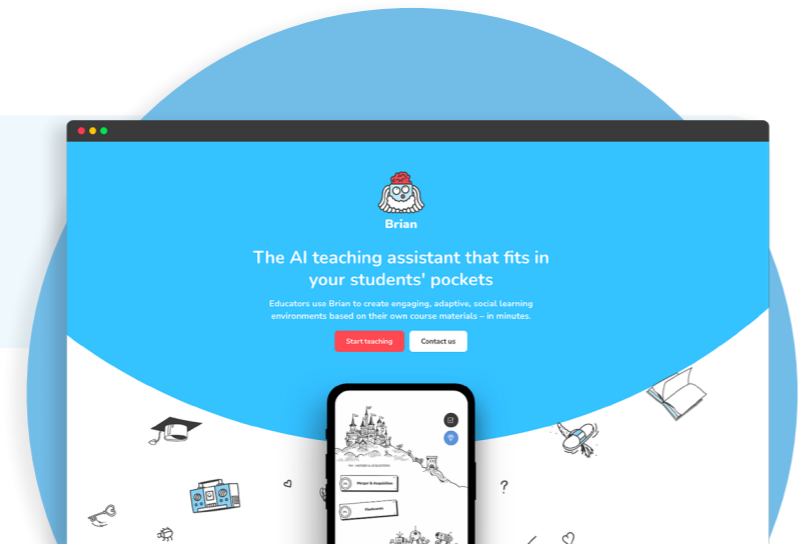 Brian
The AI teaching assistant that fits in
your students' pockets
Educators use Brian to create engaging, adaptive, social learning
environments based on their own course materials – in minutes.
Start teaching
Contact us
Merger & Acquisition
Flashcards
?